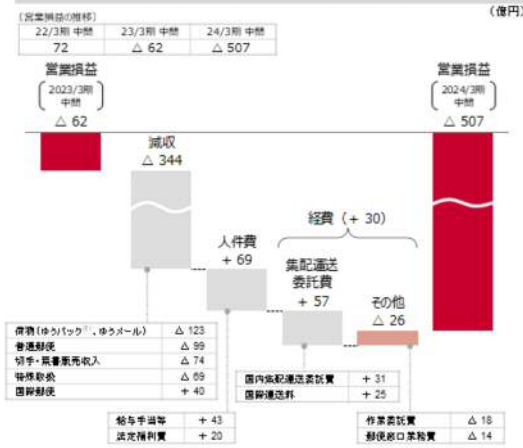 (億円)
[営業損益の推移]
22/3期 中間 23/3期 中間 24/3期 中間
72 △ 62 △ 507
営業損益
2023/3期
中間
△ 62
営業損益
2024/3期
中間
△ 507
減収
△ 344
経費 (+ 30)
人件費
+ 69
集配運送
委託費
+ 57
その他
△ 26
荷物(ゆうパック、ゆうメール) △ 123
普通郵便 △ 99
切手・葉書販売収入 △ 74
特殊取扱 △ 69
国際郵便 + 40
国内集配運送委託費 + 31
国際運送料 + 25
給与手当等 + 43
法定福利費 + 20
作業委託費 △ 18
郵便窓口業務費 △ 14